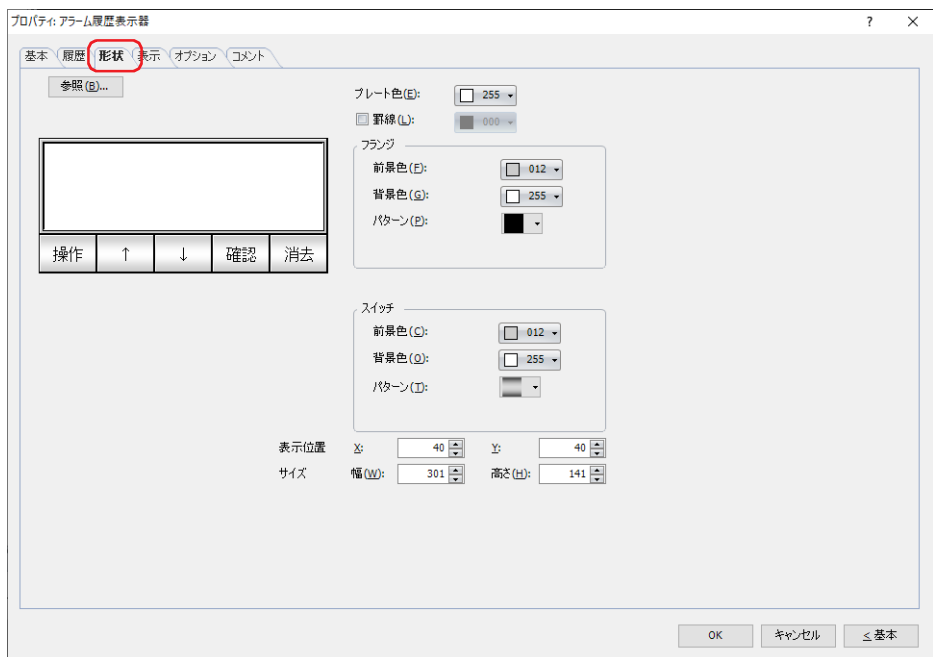 プロパティ: アラーム履歴表示器 ?
基本 履歴 形状 表示 オプション コメント
参照(B)...
プレート色(E): 255
罫線(L): 000
フランジ
前景色(F): 012
背景色(G): 255
パターン(P):
操作 ↑ ↓ 確認 消去
スイッチ
前景色(C): 012
背景色(O): 255
パターン(T):
表示位置 X: 40 Y: 40
サイズ 幅(W): 301 高さ(H): 141
OK キャンセル <基本